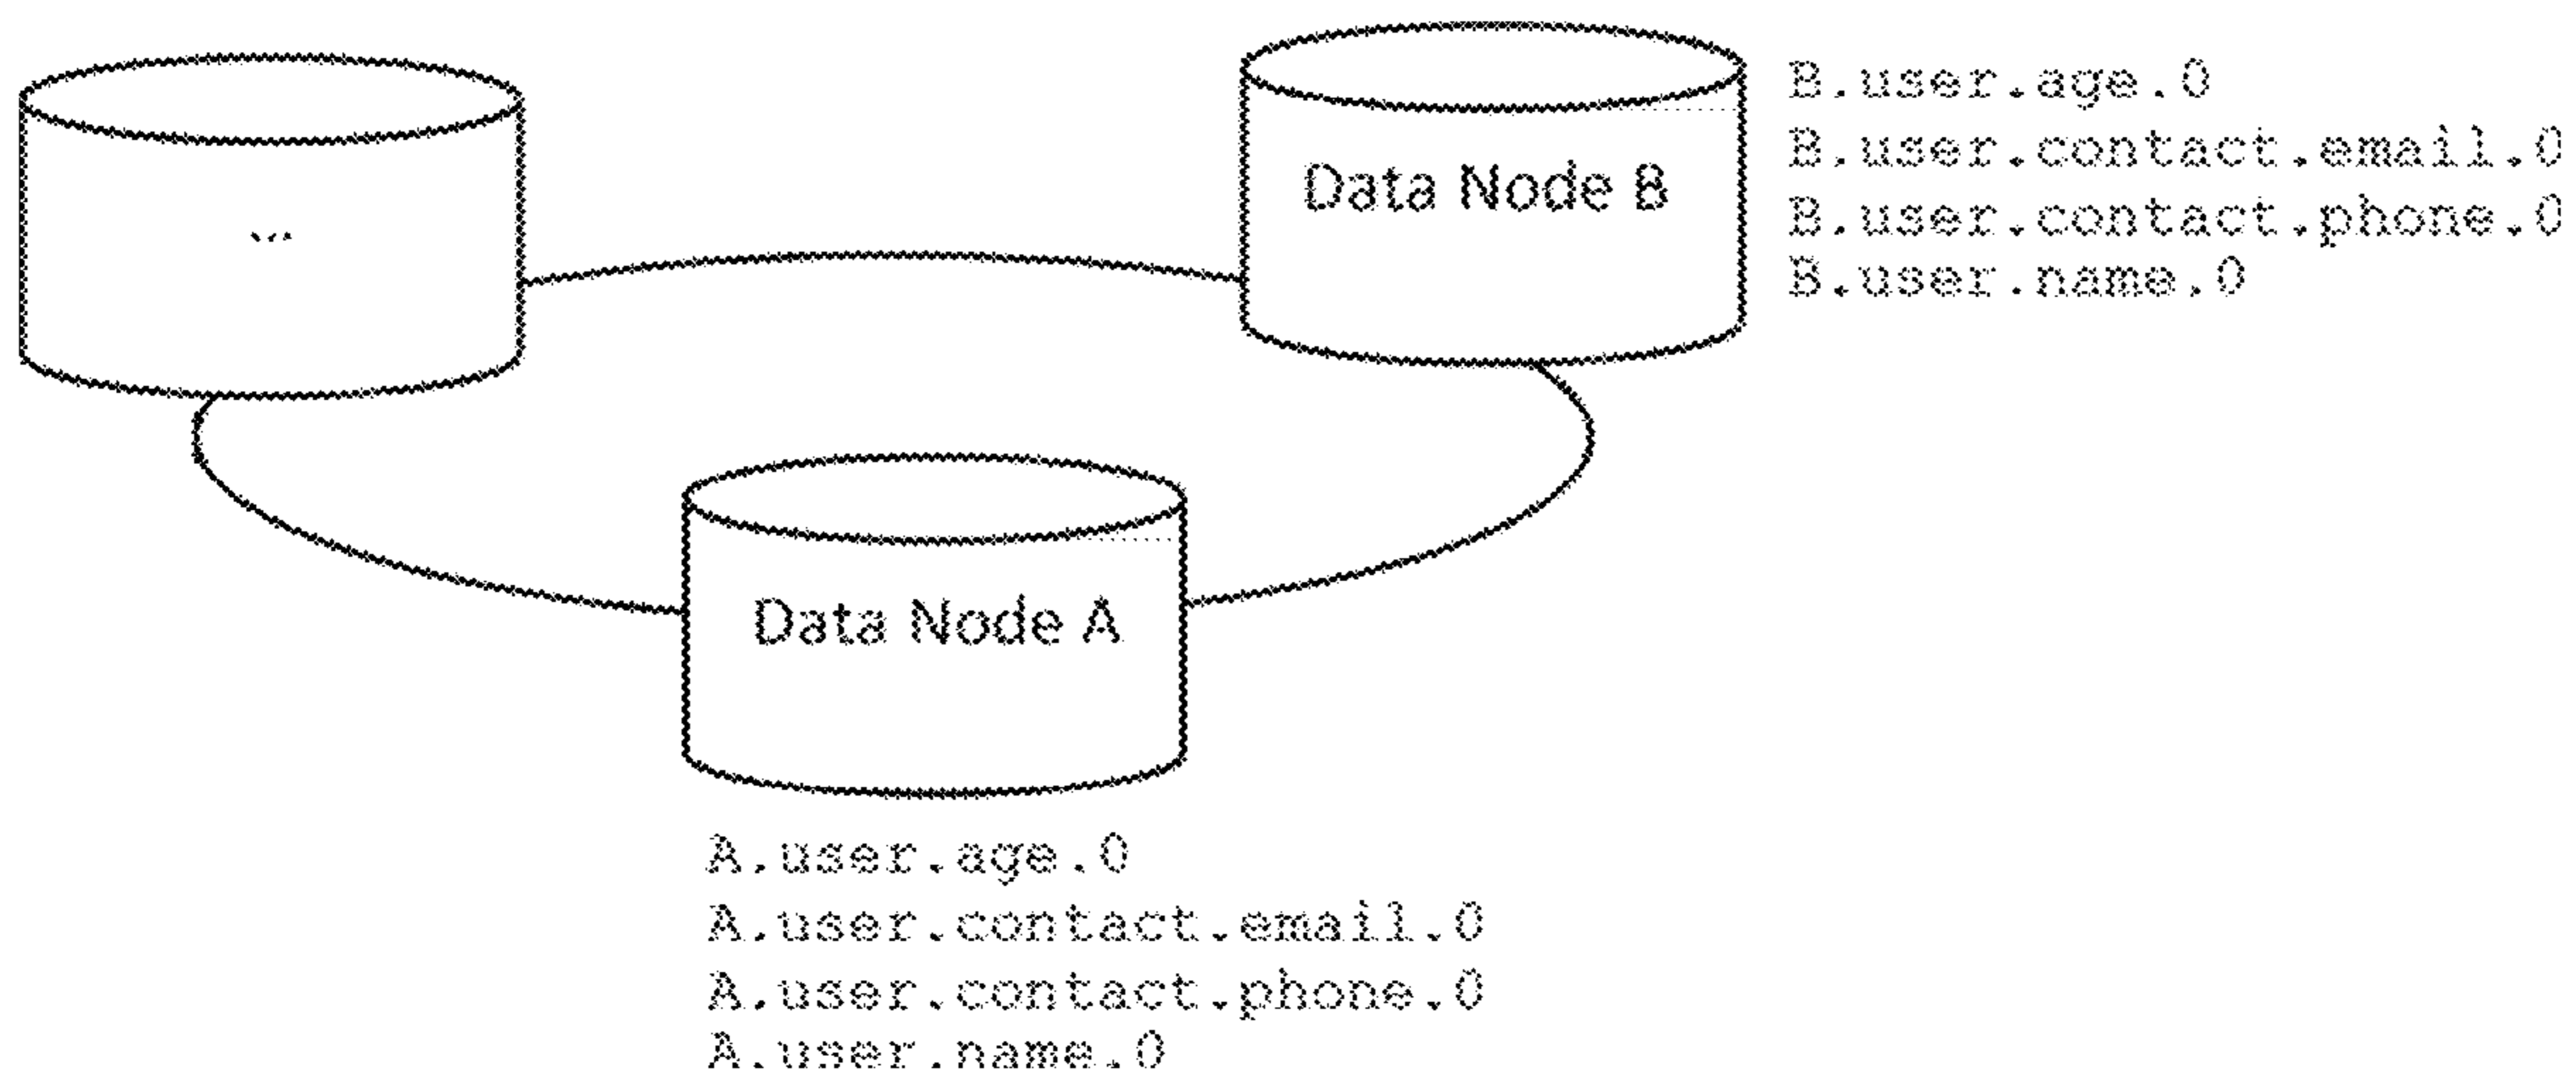 ...
Data Node B
B.user.age.0
B.user.contact.email.0
B.user.contact.phone.0
B.user.name.0
Data Node A
A.user.age.0
A.user.contact.email.0
A.user.contact.phone.0
A.user.name.0